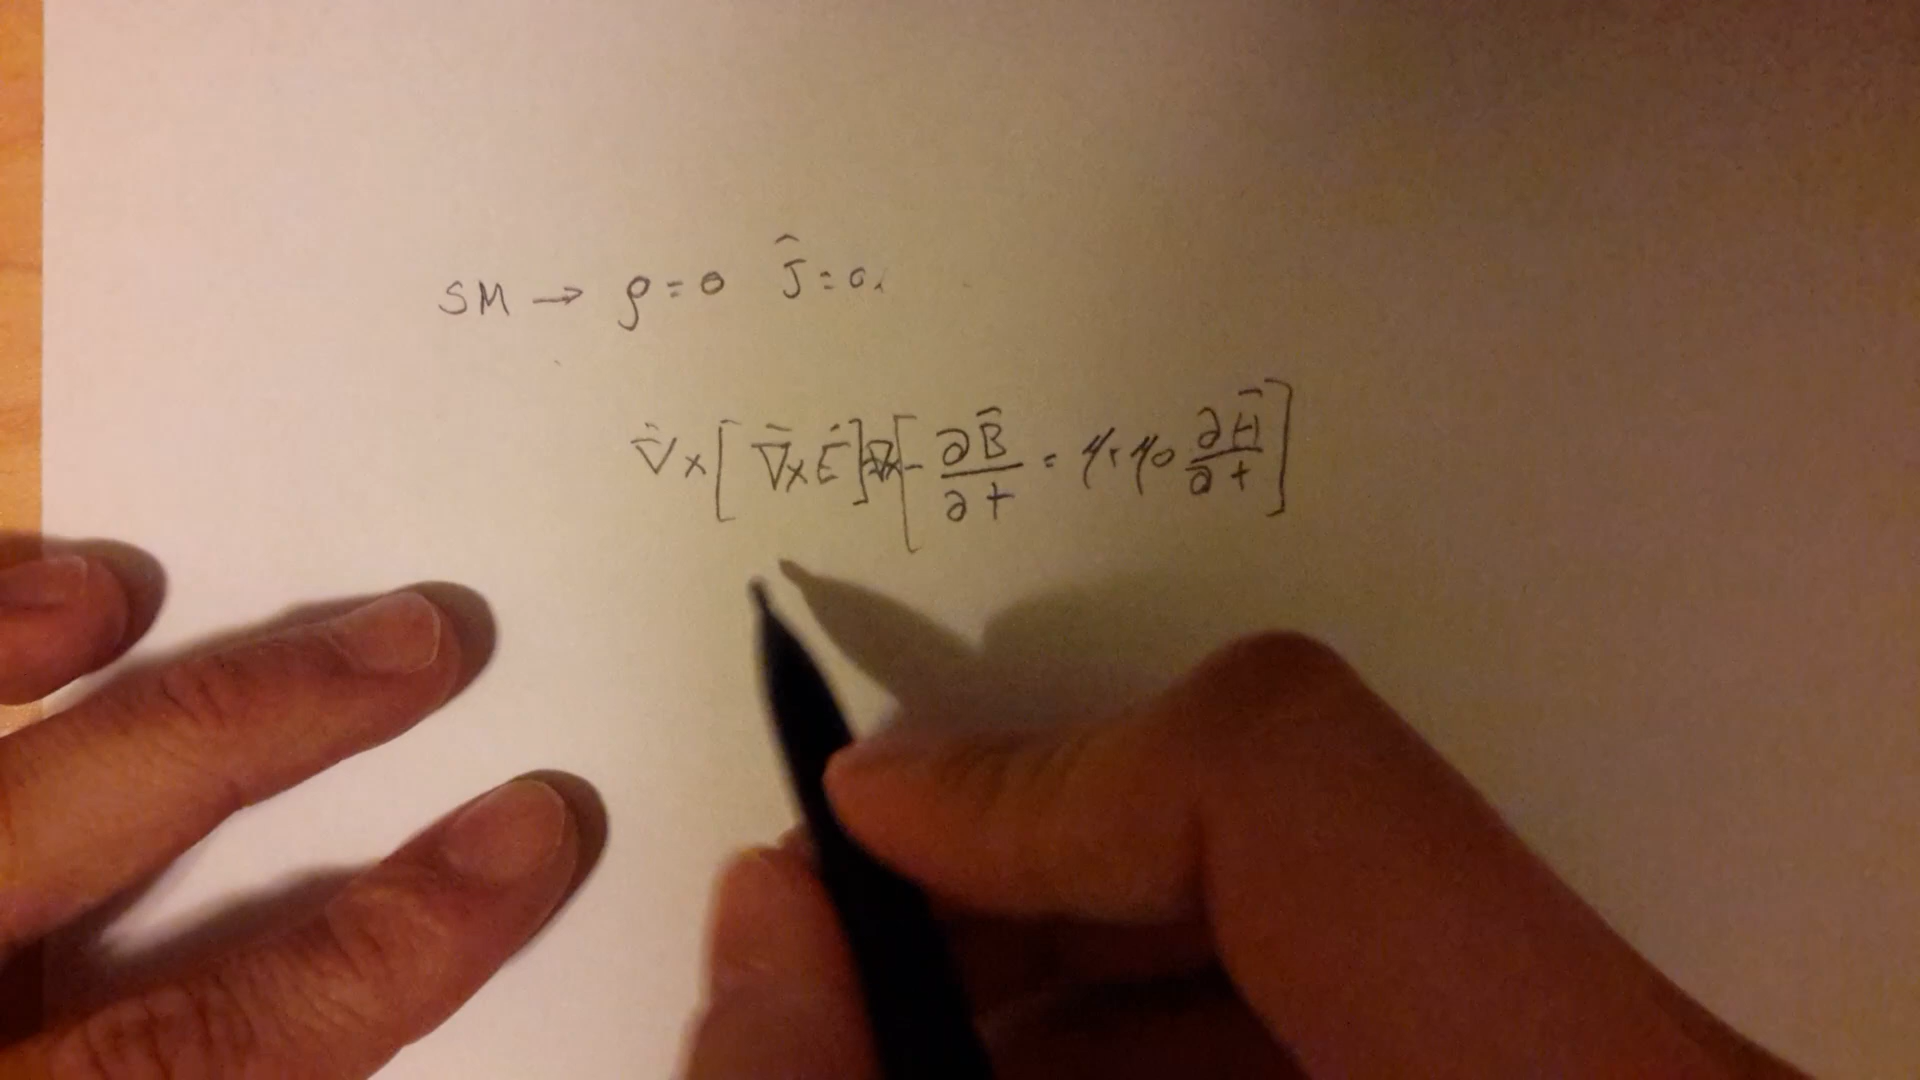 SM → ρ = 0 Ĵ = 0.
∇̄ × [ ∇̄ × Ē ] = ∇× [ - ∂B̄/∂t = μr μ0 ∂H̄/∂t ]